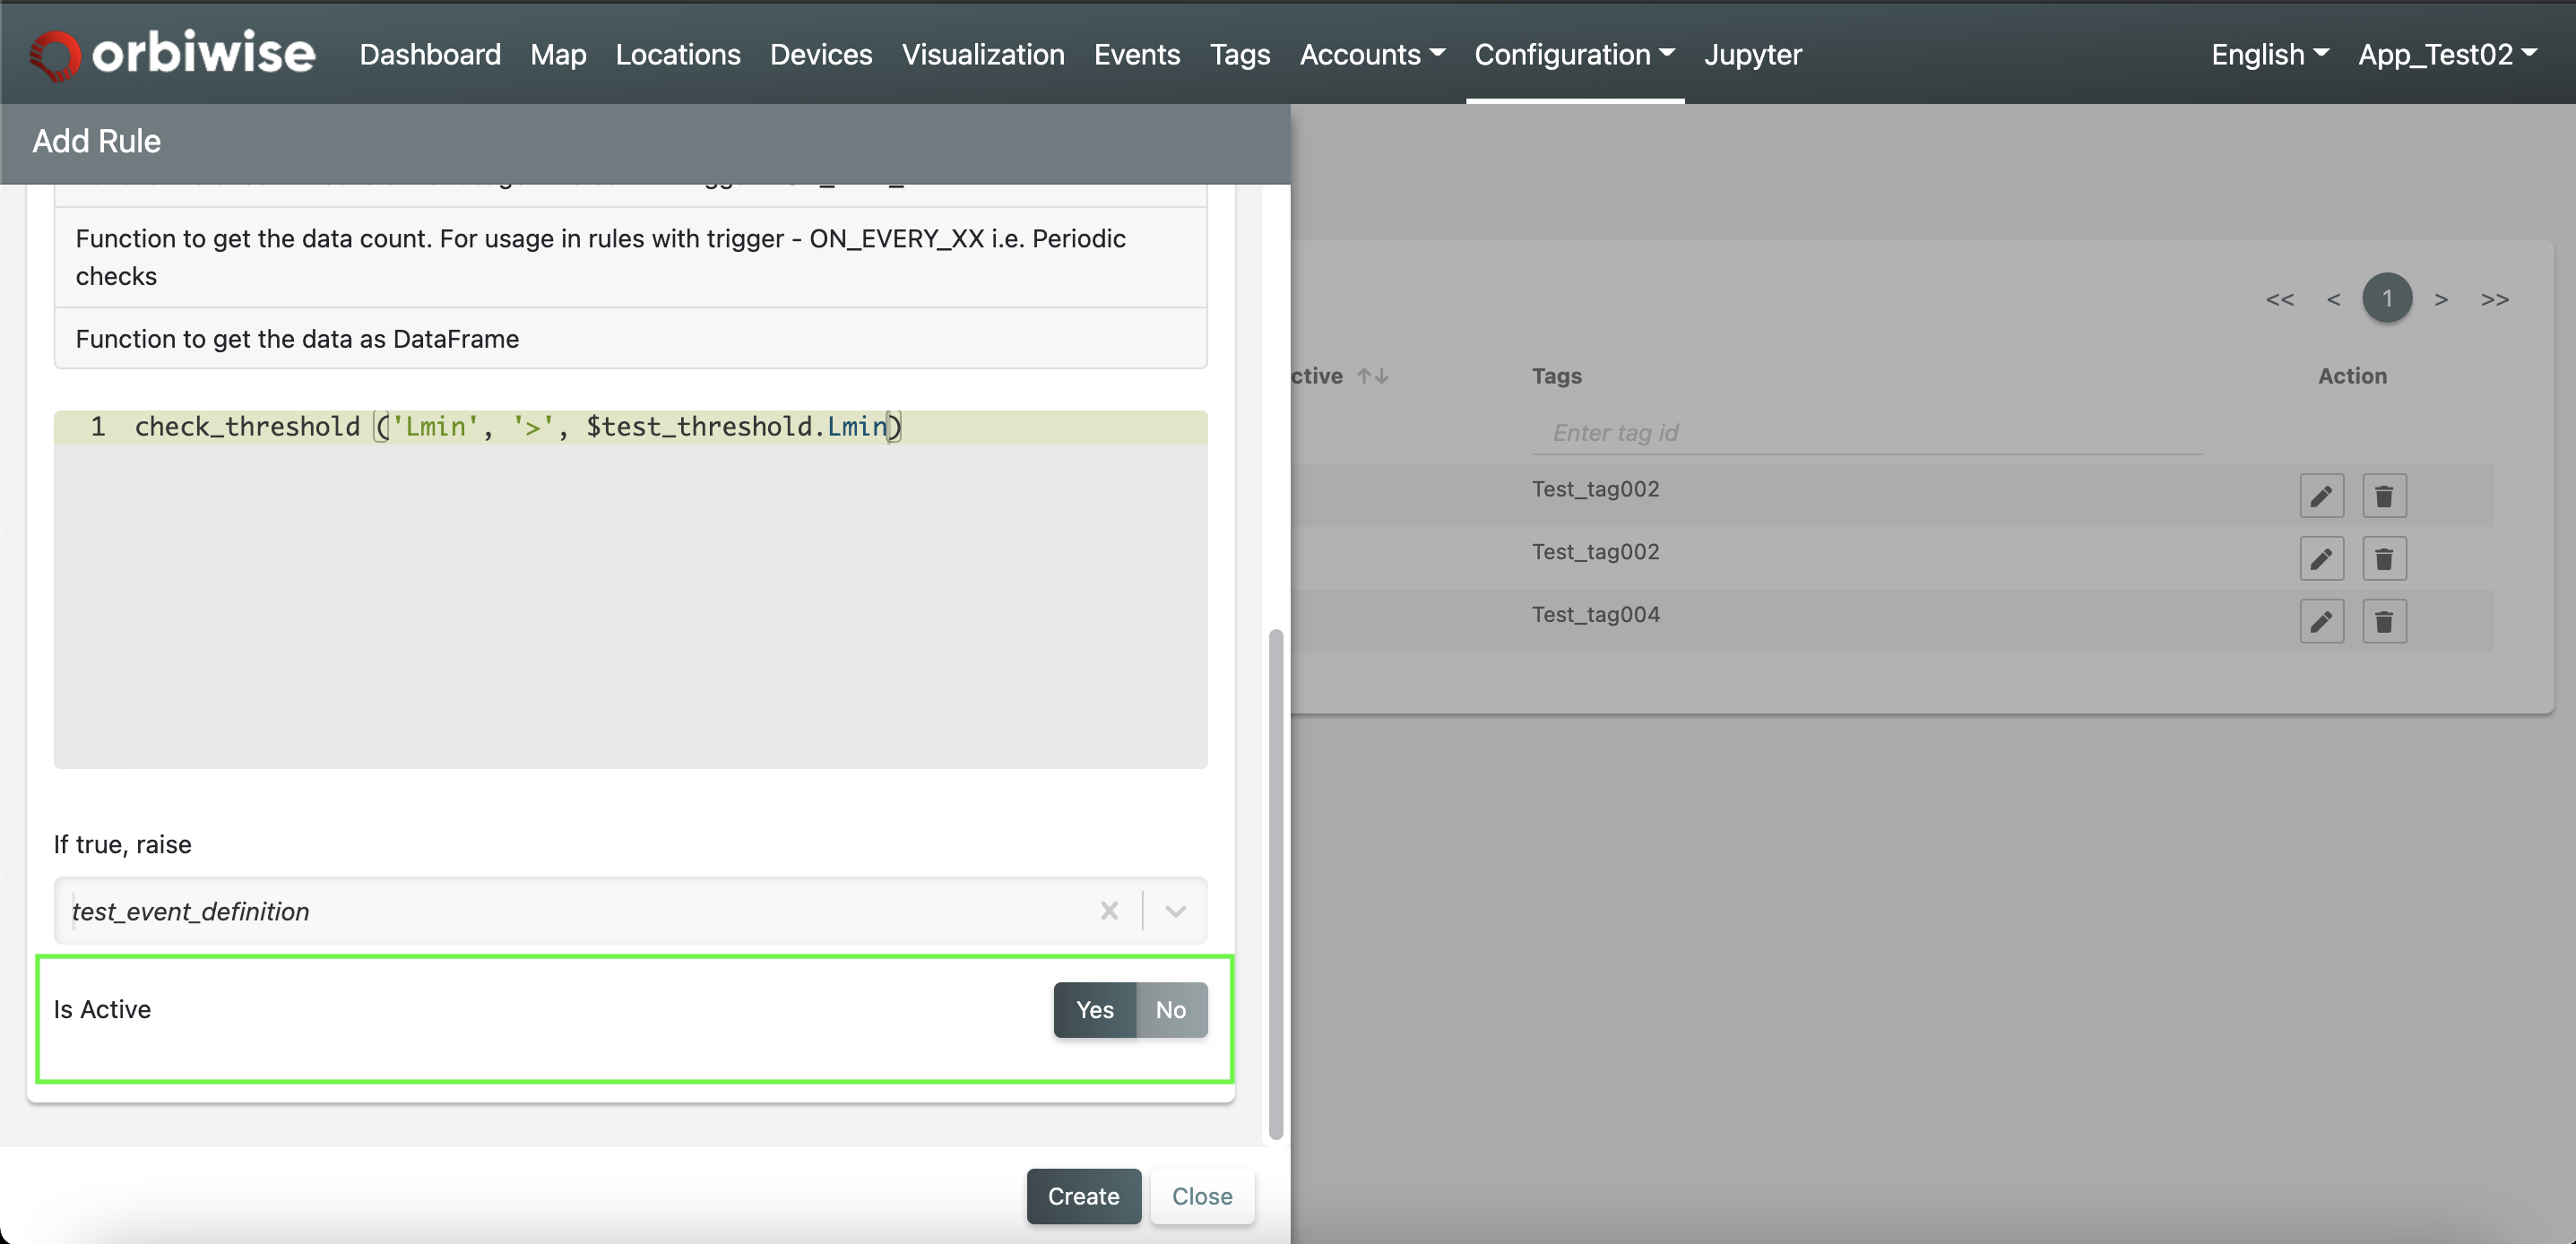 orbiwise Dashboard Map Locations Devices Visualization Events Tags Accounts Configuration Jupyter English App_Test02
Add Rule
Function to get the data count. For usage in rules with trigger - ON_EVERY_XX i.e. Periodic
checks
Function to get the data as DataFrame
1 check_threshold ('Lmin', '>', $test_threshold.Lmin)
If true, raise
test_event_definition
Is Active
Yes No
Create Close
<< < 1 > >>
ctive Tags Action
Enter tag id
Test_tag002
Test_tag002
Test_tag004